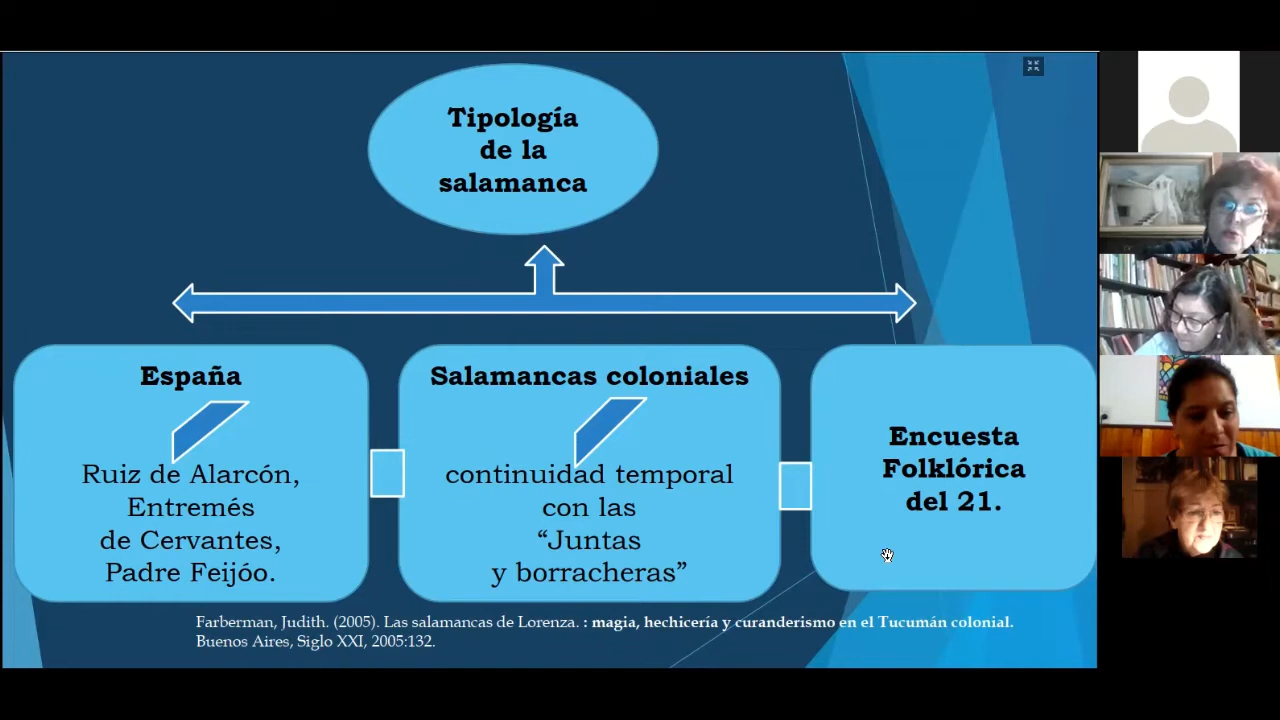 Tipología
de la
salamanca
España
Ruiz de Alarcón,
Entremés
de Cervantes,
Padre Feijóo.
Salamancas coloniales
continuidad temporal
con las
“Juntas
y borracheras”
Encuesta
Folklórica
del 21.
Farberman, Judith. (2005). Las salamancas de Lorenza. : magia, hechicería y curanderismo en el Tucumán colonial.
Buenos Aires, Siglo XXI, 2005:132.